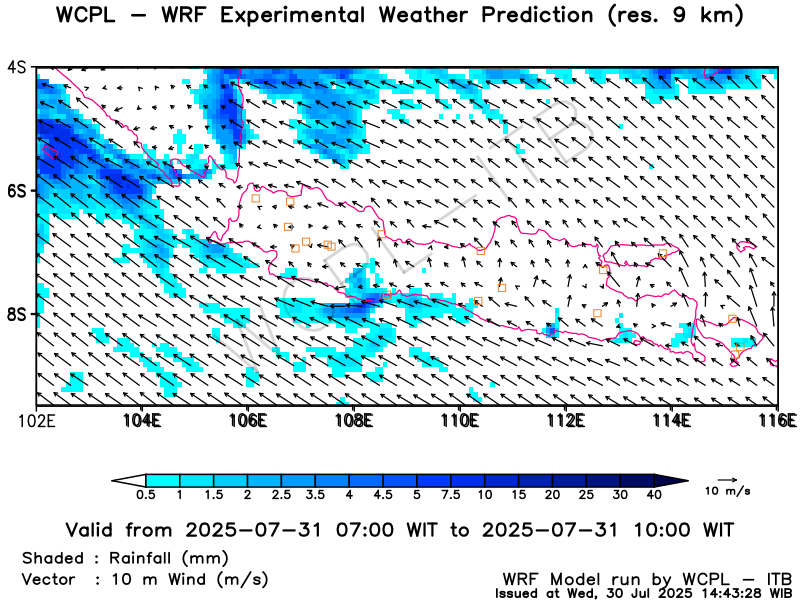 WCPL – WRF Experimental Weather Prediction (res. 9 km)
WCPL – ITB
4S
6S
8S
102E 104E 106E 108E 110E 112E 114E 116E
0.5 1 1.5 2 2.5 3.5 4.5 5 7.5 10 15 20 25 30 40
10 m/s
Valid from 2025-07-31 07:00 WIT to 2025-07-31 10:00 WIT
Shaded : Rainfall (mm)
Vector : 10 m Wind (m/s)
WRF Model run by WCPL – ITB
Issued at Wed, 30 Jul 2025 14:43:28 WIB